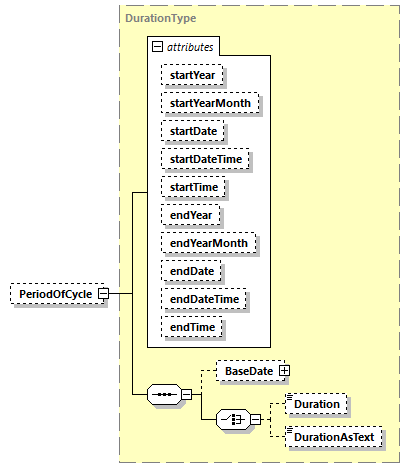 DurationType
attributes
startYear
startYearMonth
startDate
startDateTime
startTime
endYear
endYearMonth
endDate
endDateTime
endTime
PeriodOfCycle
BaseDate
Duration
DurationAsText